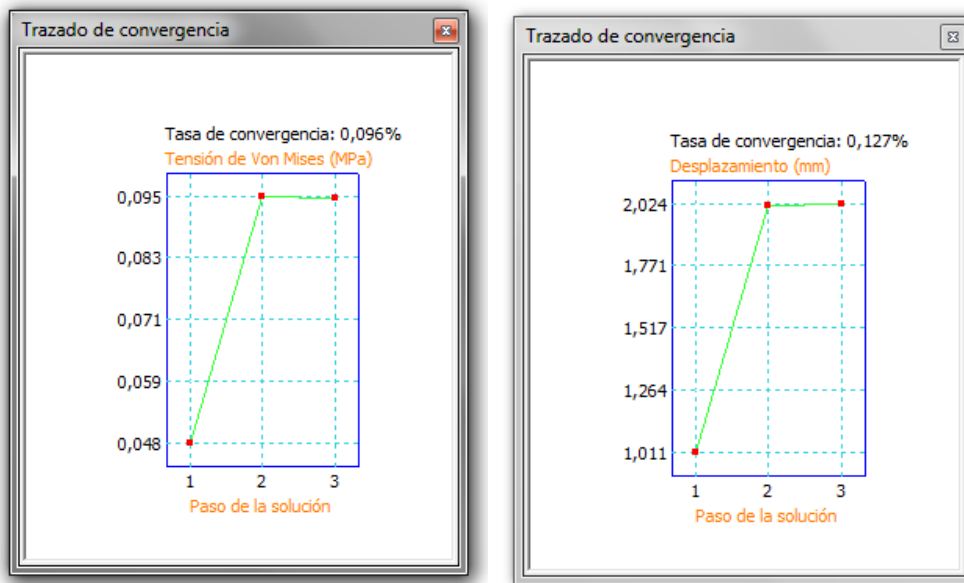 Trazado de convergencia
Tasa de convergencia: 0,096%
Tensión de Von Mises (MPa)
0,095
0,083
0,071
0,059
0,048
1 2 3
Paso de la solución
Trazado de convergencia
Tasa de convergencia: 0,127%
Desplazamiento (mm)
2,024
1,771
1,517
1,264
1,011
1 2 3
Paso de la solución